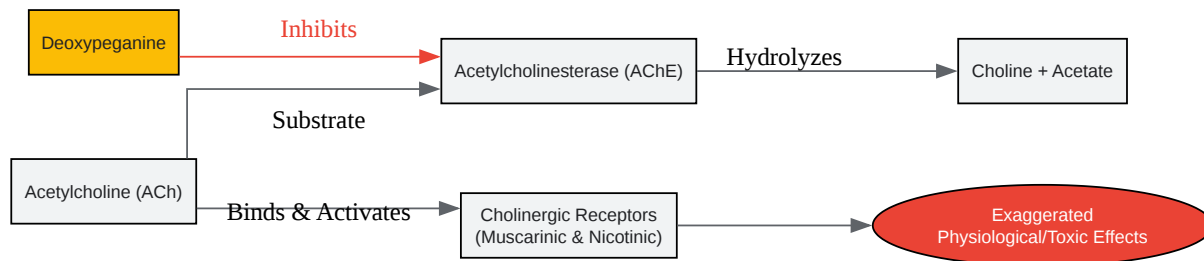 Deoxypeganine
Inhibits
Acetylcholinesterase (AChE)
Hydrolyzes
Choline + Acetate
Substrate
Acetylcholine (ACh)
Binds & Activates
Cholinergic Receptors
(Muscarinic & Nicotinic)
Exaggerated
Physiological/Toxic Effects